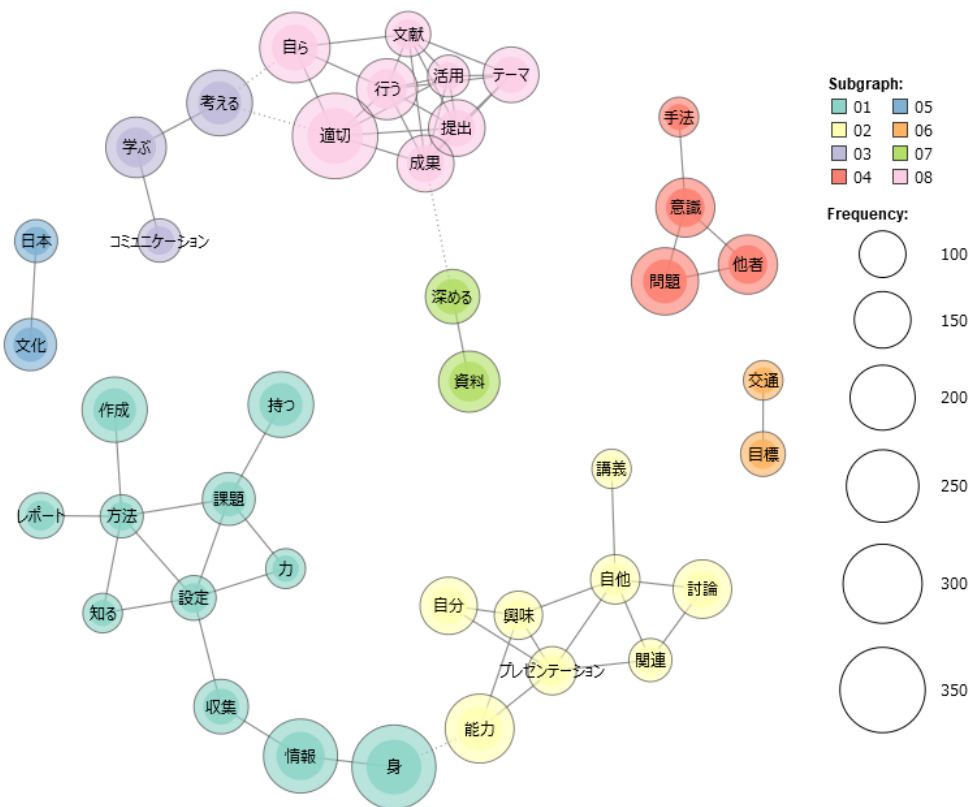 自ら
文献
活用
テーマ
行う
考える
適切
提出
成果
学ぶ
コミュニケーション
日本
文化
深める
資料
手法
意識
他者
問題
交通
目標
作成
持つ
課題
レポート
方法
力
知る
設定
収集
情報
身
講義
自他
討論
自分
興味
関連
プレゼンテーション
能力
Subgraph:
01 05
02 06
03 07
04 08
Frequency:
100
150
200
250
300
350